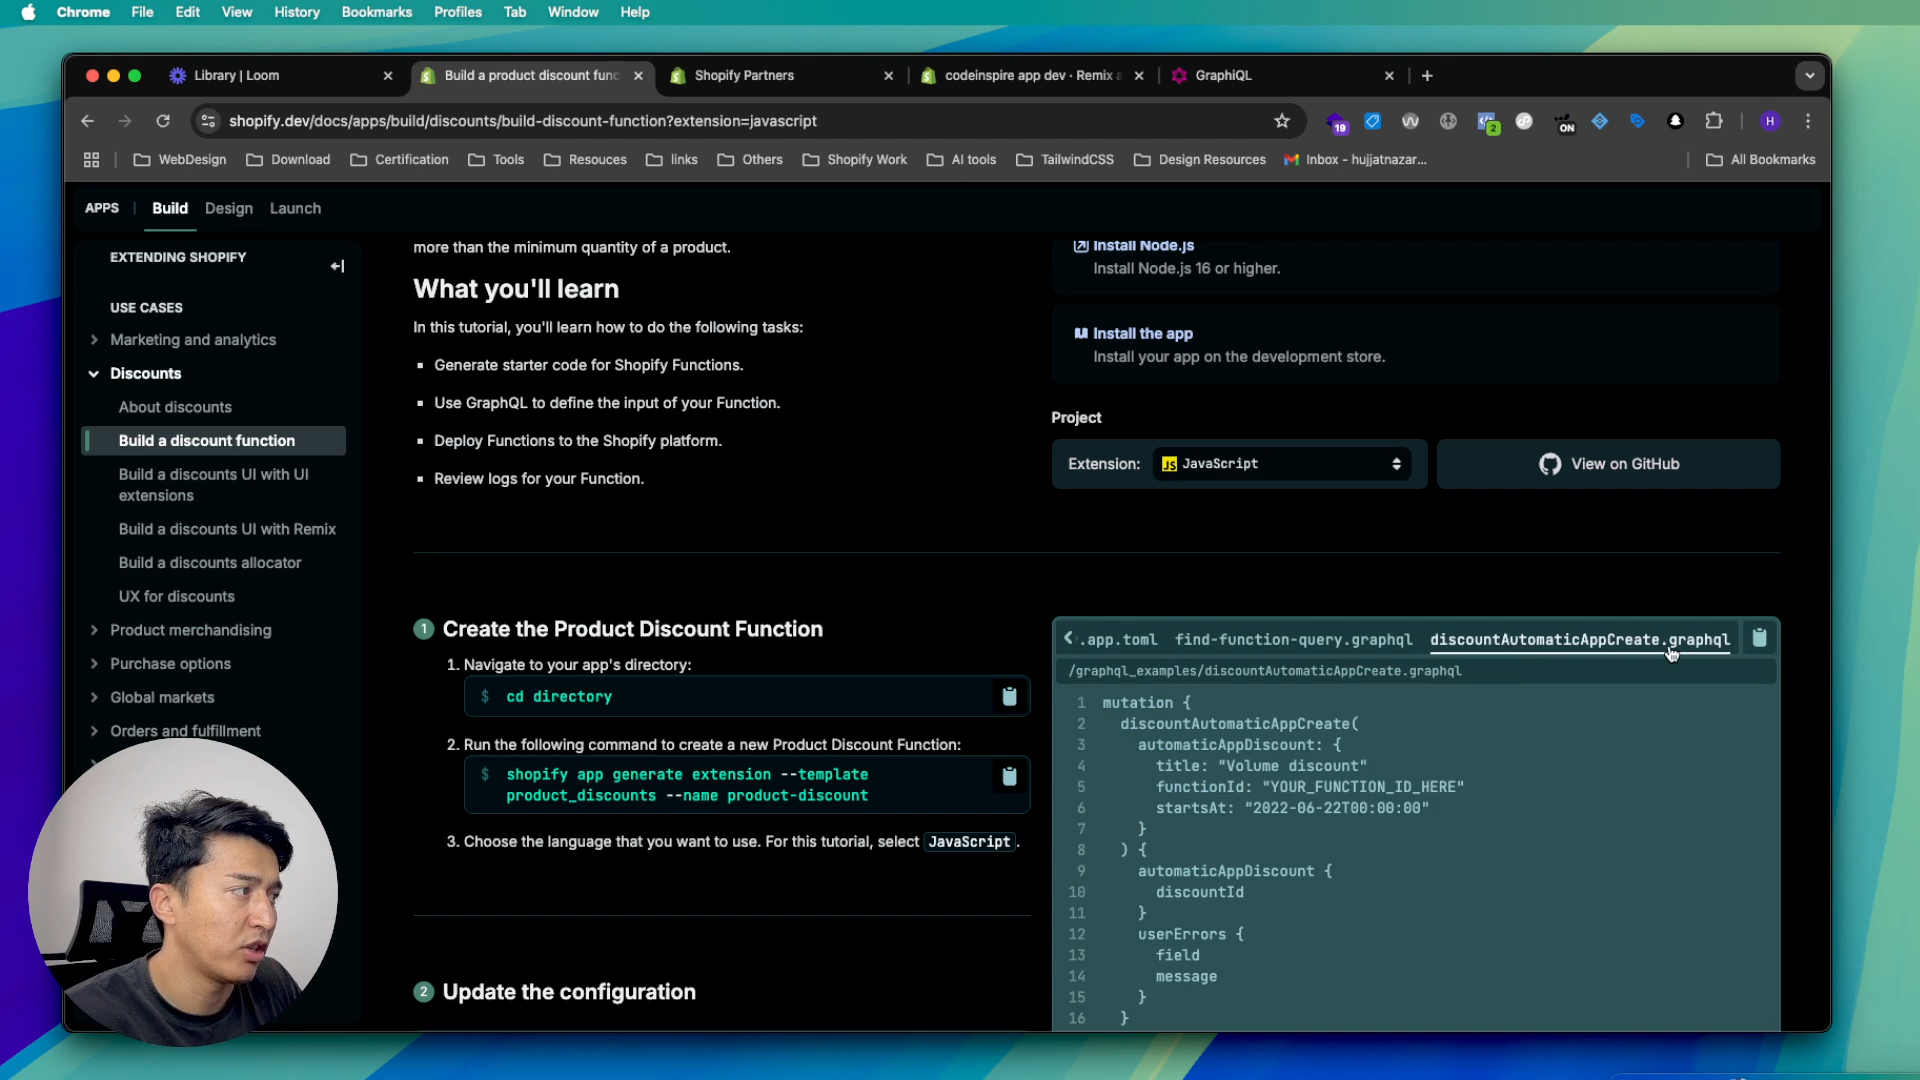 Chrome File Edit View History Bookmarks Profiles Tab Window Help
Library | Loom
Build a product discount func
Shopify Partners
codeinspire app dev · Remix a
GraphiQL
shopify.dev/docs/apps/build/discounts/build-discount-function?extension=javascript
19
2
ON
H
WebDesign Download Certification Tools Resouces links Others Shopify Work AI tools TailwindCSS Design Resources Inbox - hujjatnazar... All Bookmarks
APPS Build Design Launch
EXTENDING SHOPIFY
USE CASES
Marketing and analytics
Discounts
About discounts
Build a discount function
Build a discounts UI with UI
extensions
Build a discounts UI with Remix
Build a discounts allocator
UX for discounts
Product merchandising
Purchase options
Global markets
Orders and fulfillment
more than the minimum quantity of a product.
What you'll learn
In this tutorial, you'll learn how to do the following tasks:
Generate starter code for Shopify Functions.
Use GraphQL to define the input of your Function.
Deploy Functions to the Shopify platform.
Review logs for your Function.
Install Node.js
Install Node.js 16 or higher.
Install the app
Install your app on the development store.
Project
Extension: JS JavaScript
View on GitHub
1 Create the Product Discount Function
1. Navigate to your app's directory:
$ cd directory
2. Run the following command to create a new Product Discount Function:
$ shopify app generate extension --template
product_discounts --name product-discount
3. Choose the language that you want to use. For this tutorial, select JavaScript.
2 Update the configuration
.app.toml find-function-query.graphql discountAutomaticAppCreate.graphql
/graphql_examples/discountAutomaticAppCreate.graphql
1 mutation {
2 discountAutomaticAppCreate(
3 automaticAppDiscount: {
4 title: "Volume discount"
5 functionId: "YOUR_FUNCTION_ID_HERE"
6 startsAt: "2022-06-22T00:00:00"
7 }
8 ) {
9 automaticAppDiscount {
10 discountId
11 }
12 userErrors {
13 field
14 message
15 }
16 }